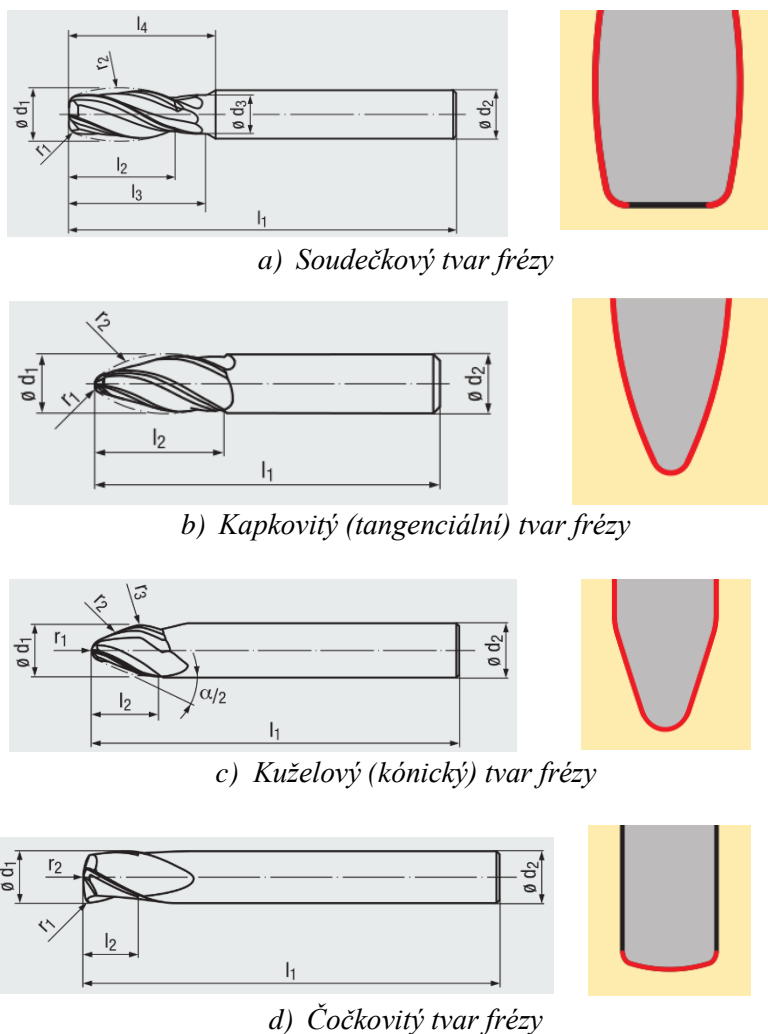 l4
r2
ø d1
ø d3
ø d2
r1
l2
l3
l1
a) Soudečkový tvar frézy
r2
ø d1
ø d2
r1
l2
l1
b) Kapkovitý (tangenciální) tvar frézy
r3
r2
r1
ø d1
ø d2
α/2
l2
l1
c) Kuželový (kónický) tvar frézy
ø d1
r2
ø d2
r1
l2
l1
d) Čočkovitý tvar frézy